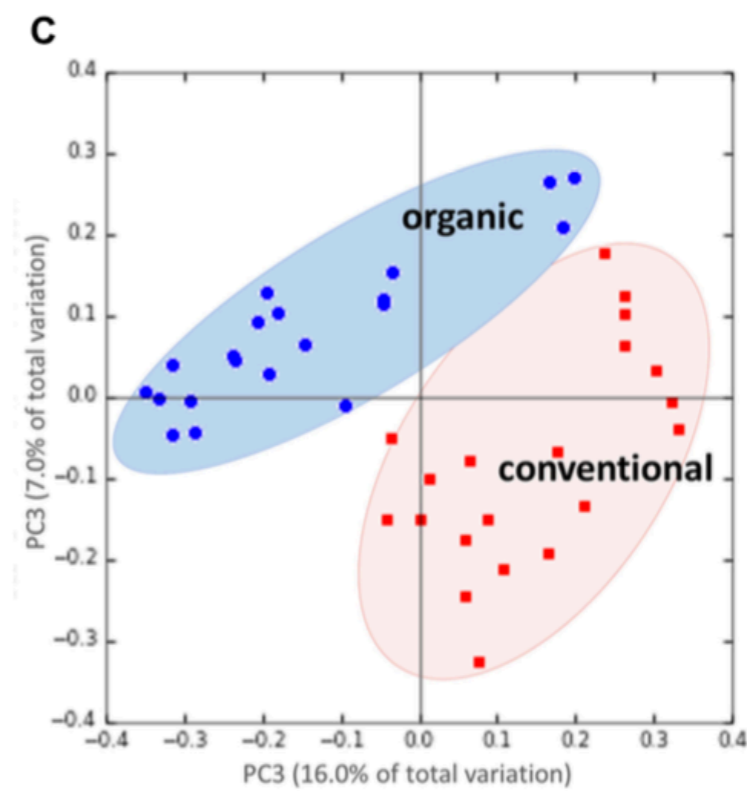 C
0.4
0.3
0.2
0.1
0.0
−0.1
−0.2
−0.3
−0.4
PC3 (7.0% of total variation)
organic
conventional
−0.4 −0.3 −0.2 −0.1 0.0 0.1 0.2 0.3 0.4
PC3 (16.0% of total variation)